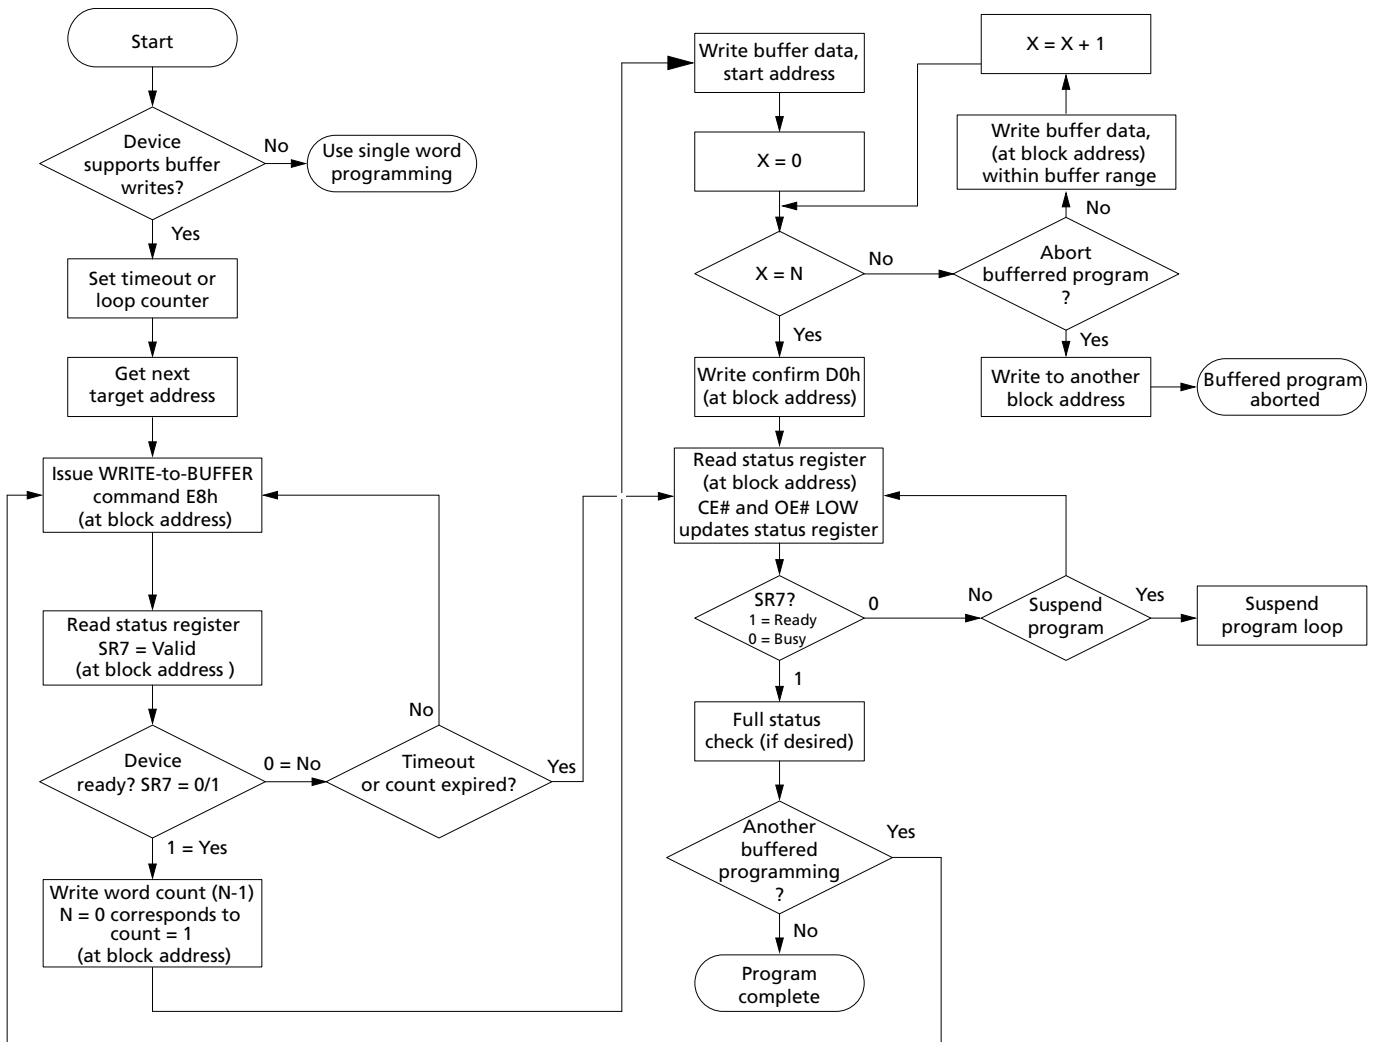 Start
Device
supports buffer
writes?
No
Use single word
programming
Yes
Set timeout or
loop counter
Get next
target address
Issue WRITE-to-BUFFER
command E8h
(at block address)
Read status register
SR7 = Valid
(at block address )
Device
ready? SR7 = 0/1
0 = No
No
Timeout
or count expired?
Yes
1 = Yes
Write word count (N-1)
N = 0 corresponds to
count = 1
(at block address)
Write buffer data,
start address
X = 0
X = N
No
Abort
bufferred program
?
No
Write buffer data,
(at block address)
within buffer range
X = X + 1
Yes
Write to another
block address
Buffered program
aborted
Yes
Write confirm D0h
(at block address)
Read status register
(at block address)
CE# and OE# LOW
updates status register
SR7?
1 = Ready
0 = Busy
0
No
Suspend
program
Yes
Suspend
program loop
1
Full status
check (if desired)
Another
buffered
programming
?
Yes
No
Program
complete